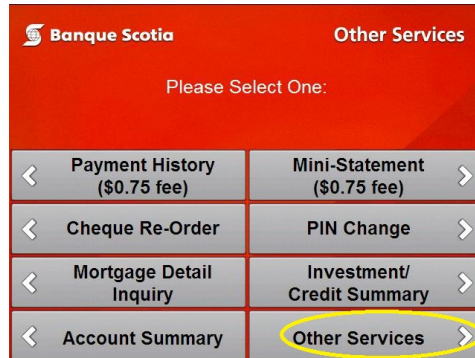 Banque Scotia
Other Services
Please Select One:
Payment History
($0.75 fee)
Mini-Statement
($0.75 fee)
Cheque Re-Order
PIN Change
Mortgage Detail
Inquiry
Investment/
Credit Summary
Account Summary
Other Services